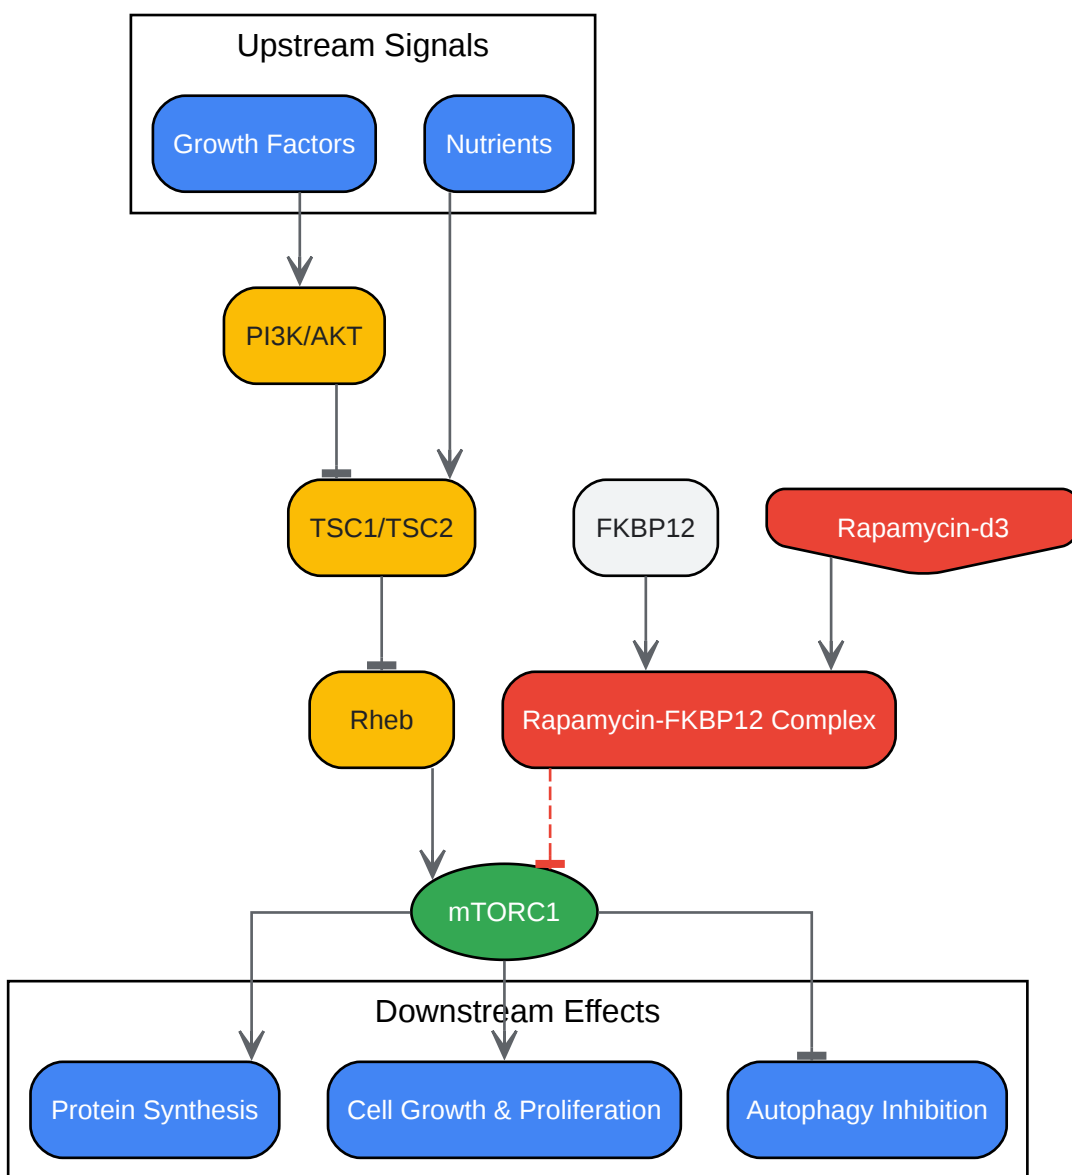 Upstream Signals
Growth Factors
Nutrients
PI3K/AKT
TSC1/TSC2
FKBP12
Rapamycin-d3
Rheb
Rapamycin-FKBP12 Complex
mTORC1
Downstream Effects
Protein Synthesis
Cell Growth & Proliferation
Autophagy Inhibition